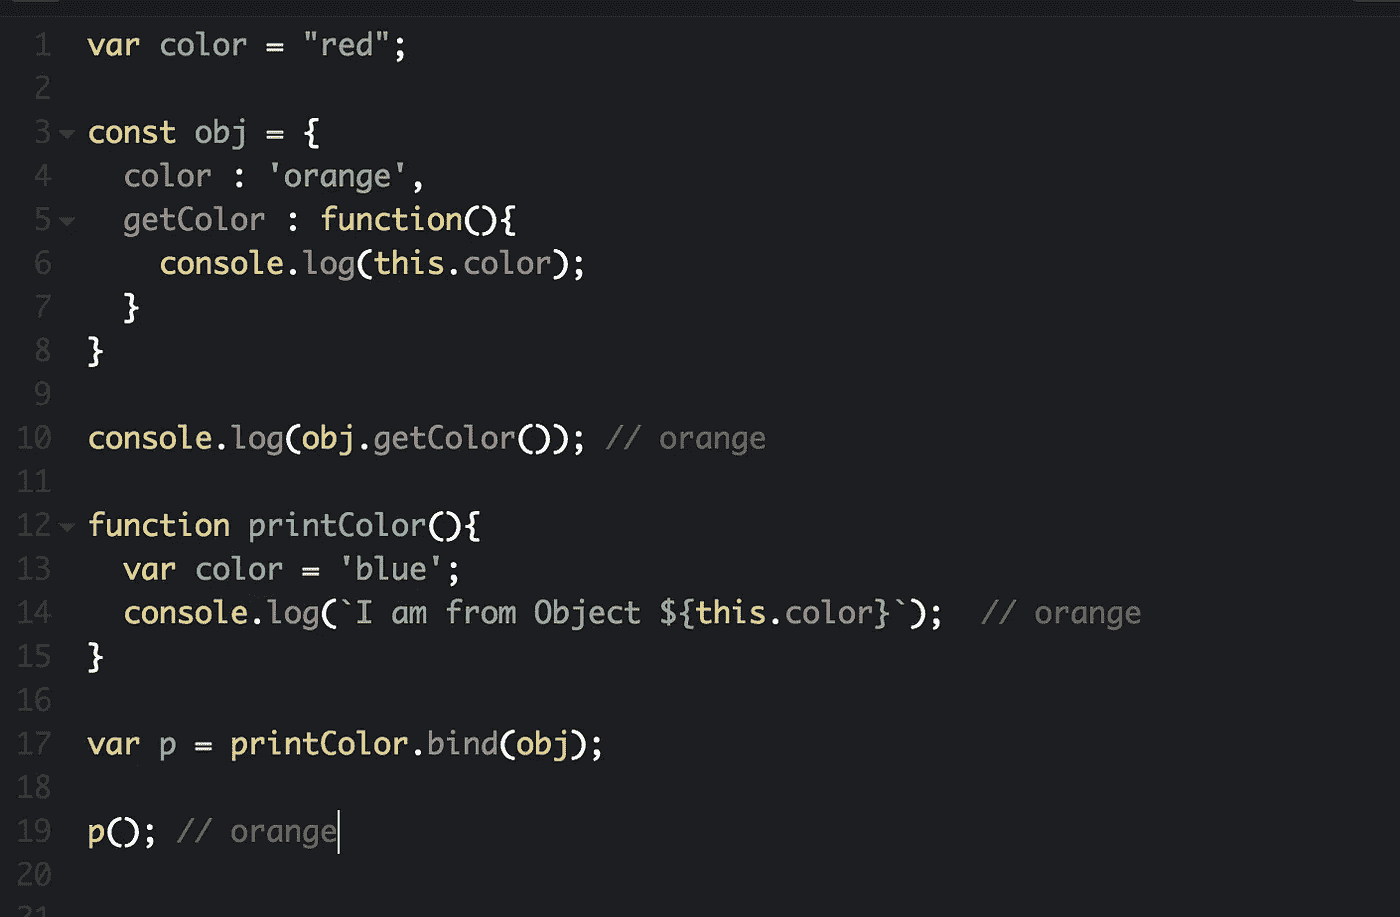 1 var color = "red";
2
3 const obj = {
4 color : 'orange',
5 getColor : function(){
6 console.log(this.color);
7 }
8 }
9
10 console.log(obj.getColor()); // orange
11
12 function printColor(){
13 var color = 'blue';
14 console.log(`I am from Object ${this.color}`); // orange
15 }
16
17 var p = printColor.bind(obj);
18
19 p(); // orange
20
21